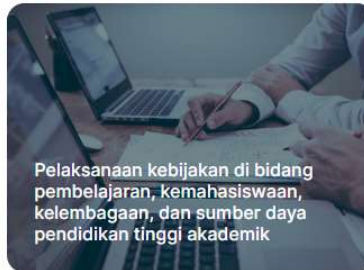 Pelaksanaan kebijakan di bidang
pembelajaran, kemahasiswaan,
kelembagaan, dan sumber daya
pendidikan tinggi akademik